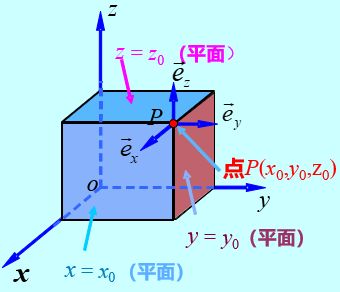 z
z = z₀（平面）
e⃗z
P
e⃗y
e⃗x
点P(x₀,y₀,z₀)
o
y
y = y₀（平面）
x
x = x₀（平面）